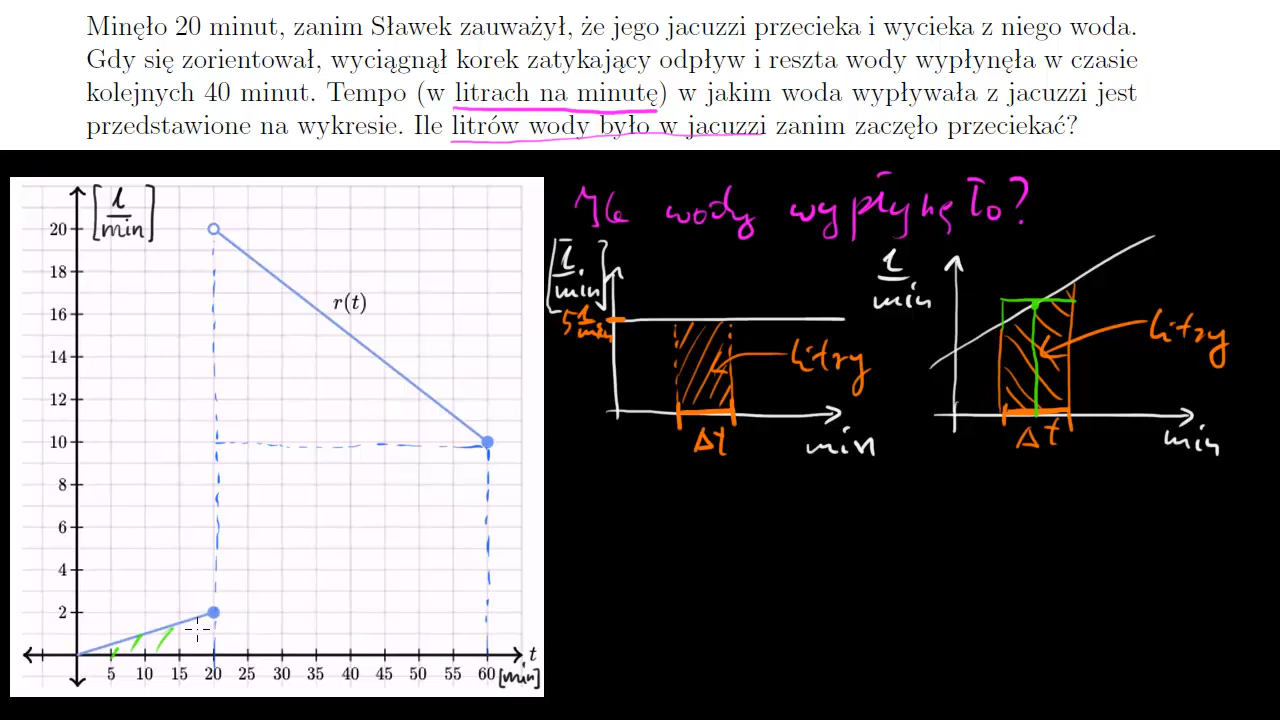 Minęło 20 minut, zanim Sławek zauważył, że jego jacuzzi przecieka i wycieka z niego woda.
Gdy się zorientował, wyciągnął korek zatykający odpływ i reszta wody wypłynęła w czasie
kolejnych 40 minut. Tempo (w litrach na minutę) w jakim woda wypływała z jacuzzi jest
przedstawione na wykresie. Ile litrów wody było w jacuzzi zanim zaczęło przeciekać?
[l/min]
20
18
16
14
12
10
8
6
4
2
r(t)
5 10 15 20 25 30 35 40 45 50 55 60
t
[min]
Ile wody wypłynęło?
[l/min]
5 l/min
litry
Δt
min
l/min
litry
Δt
min